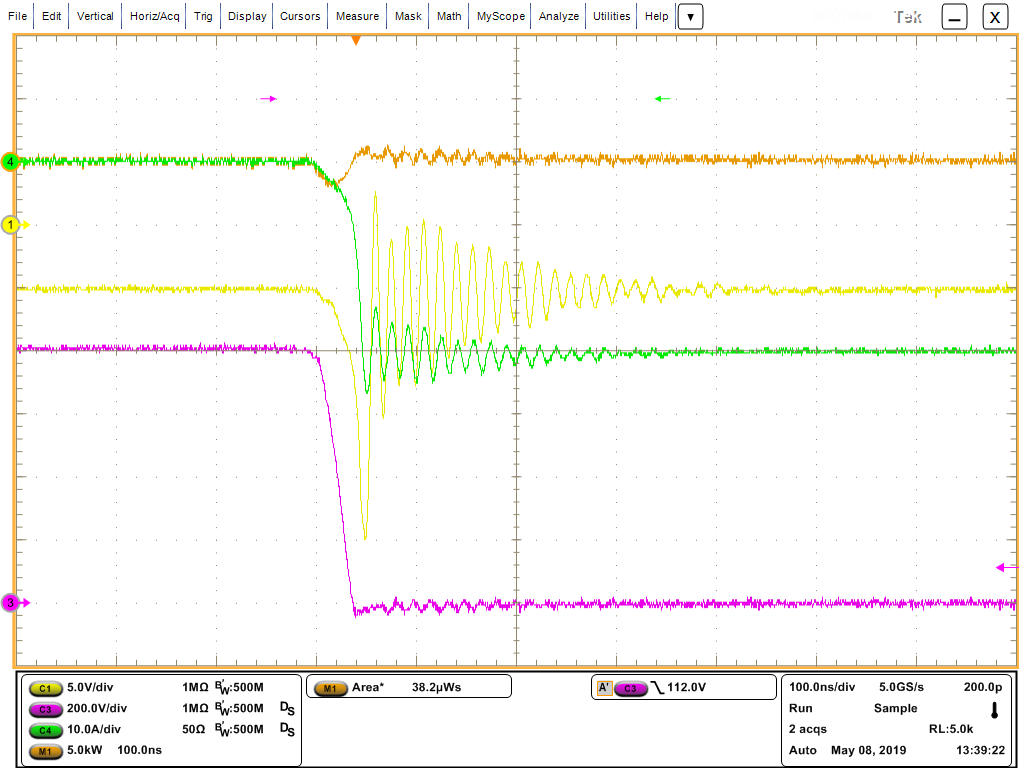 File Edit Vertical Horiz/Acq Trig Display Cursors Measure Mask Math MyScope Analyze Utilities Help Tek X
4
1
3
C1 5.0V/div 1MΩ BW:500M
C3 200.0V/div 1MΩ BW:500M DS
C4 10.0A/div 50Ω BW:500M DS
M1 5.0kW 100.0ns
M1 Area* 38.2µWs
A' C3 112.0V
100.0ns/div 5.0GS/s 200.0p
Run Sample
2 acqs RL:5.0k
Auto May 08, 2019 13:39:22